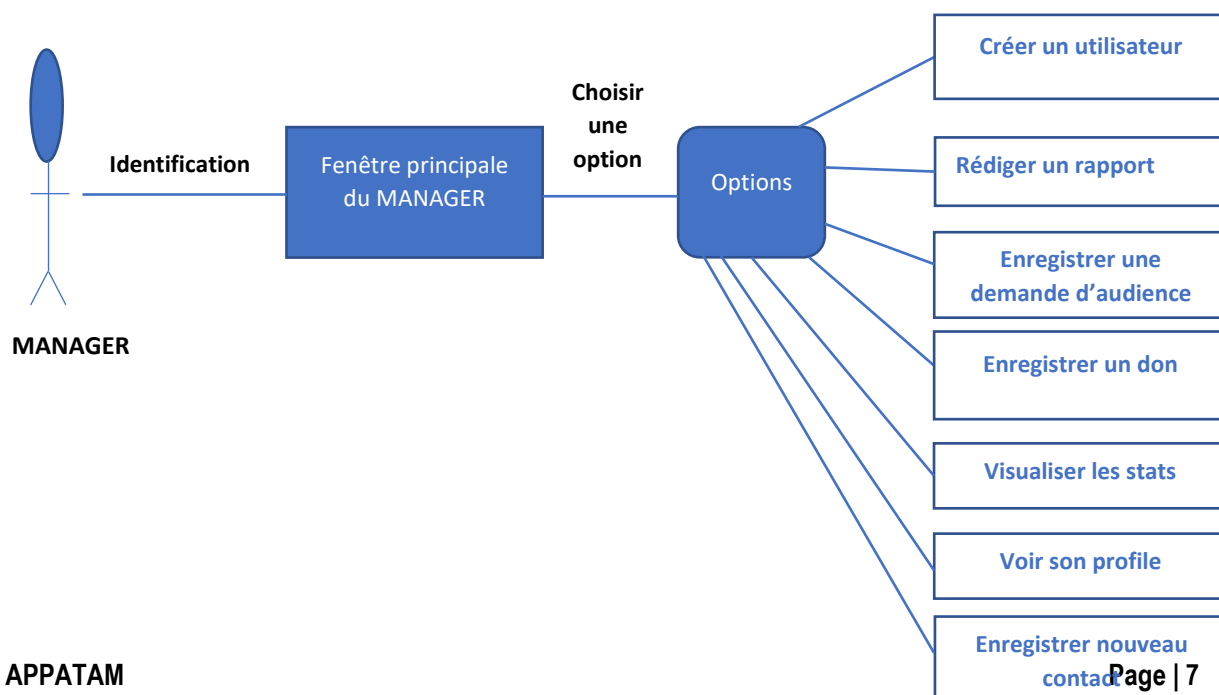 Créer un utilisateur
Choisir
une
option
Identification
Fenêtre principale
du MANAGER
Options
Rédiger un rapport
Enregistrer une
demande d’audience
MANAGER
Enregistrer un don
Visualiser les stats
Voir son profile
Enregistrer nouveau
contact
APPATAM
Page | 7